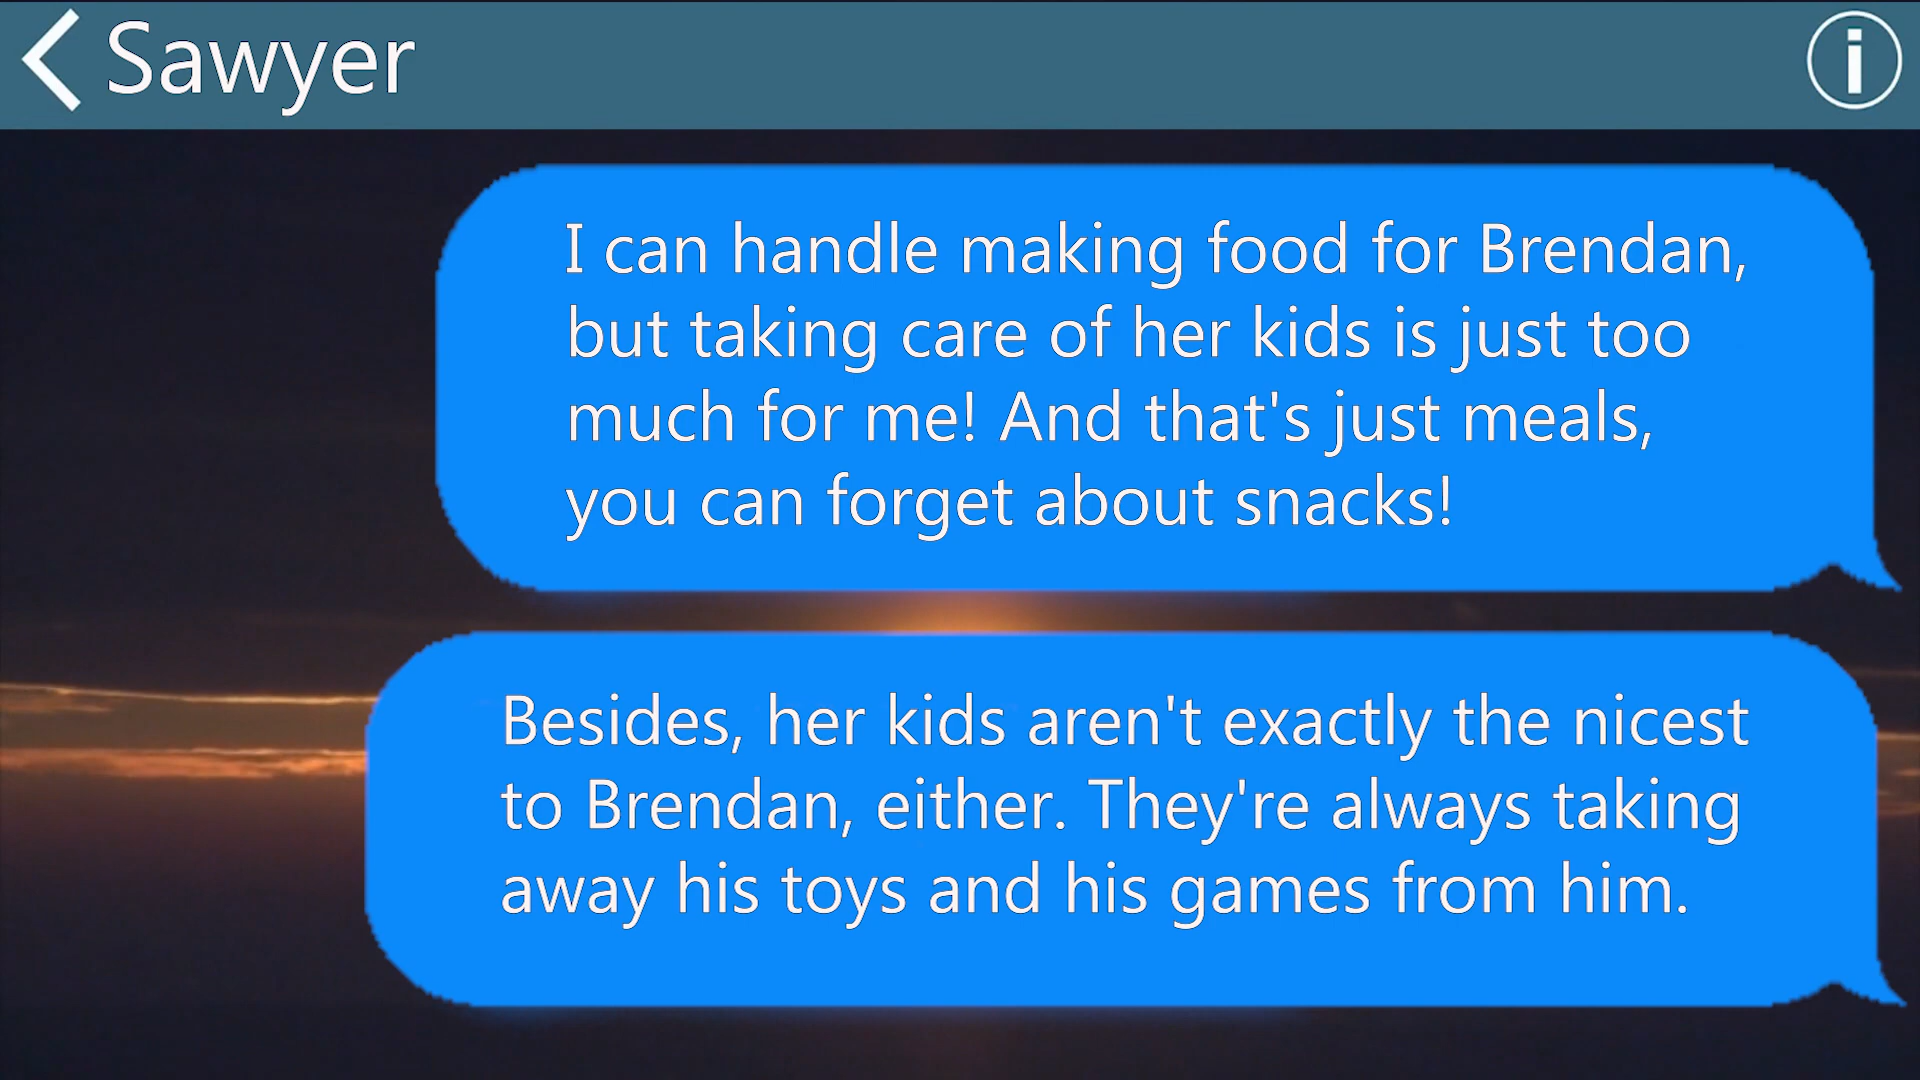 Sawyer
I can handle making food for Brendan,
but taking care of her kids is just too
much for me! And that's just meals,
you can forget about snacks!
Besides, her kids aren't exactly the nicest
to Brendan, either. They're always taking
away his toys and his games from him.